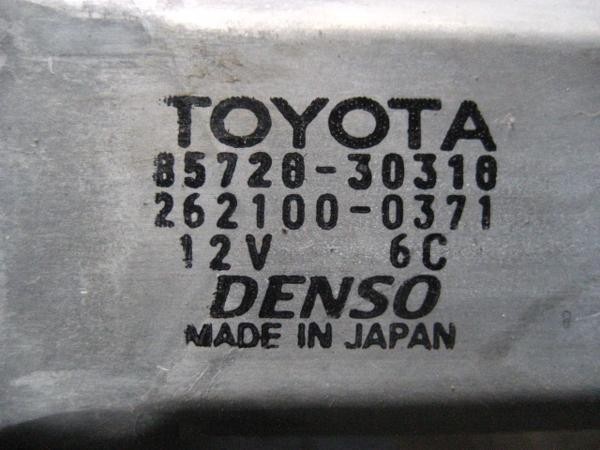 TOYOTA
85720-30310
262100-0371
12V 6C
DENSO
MADE IN JAPAN